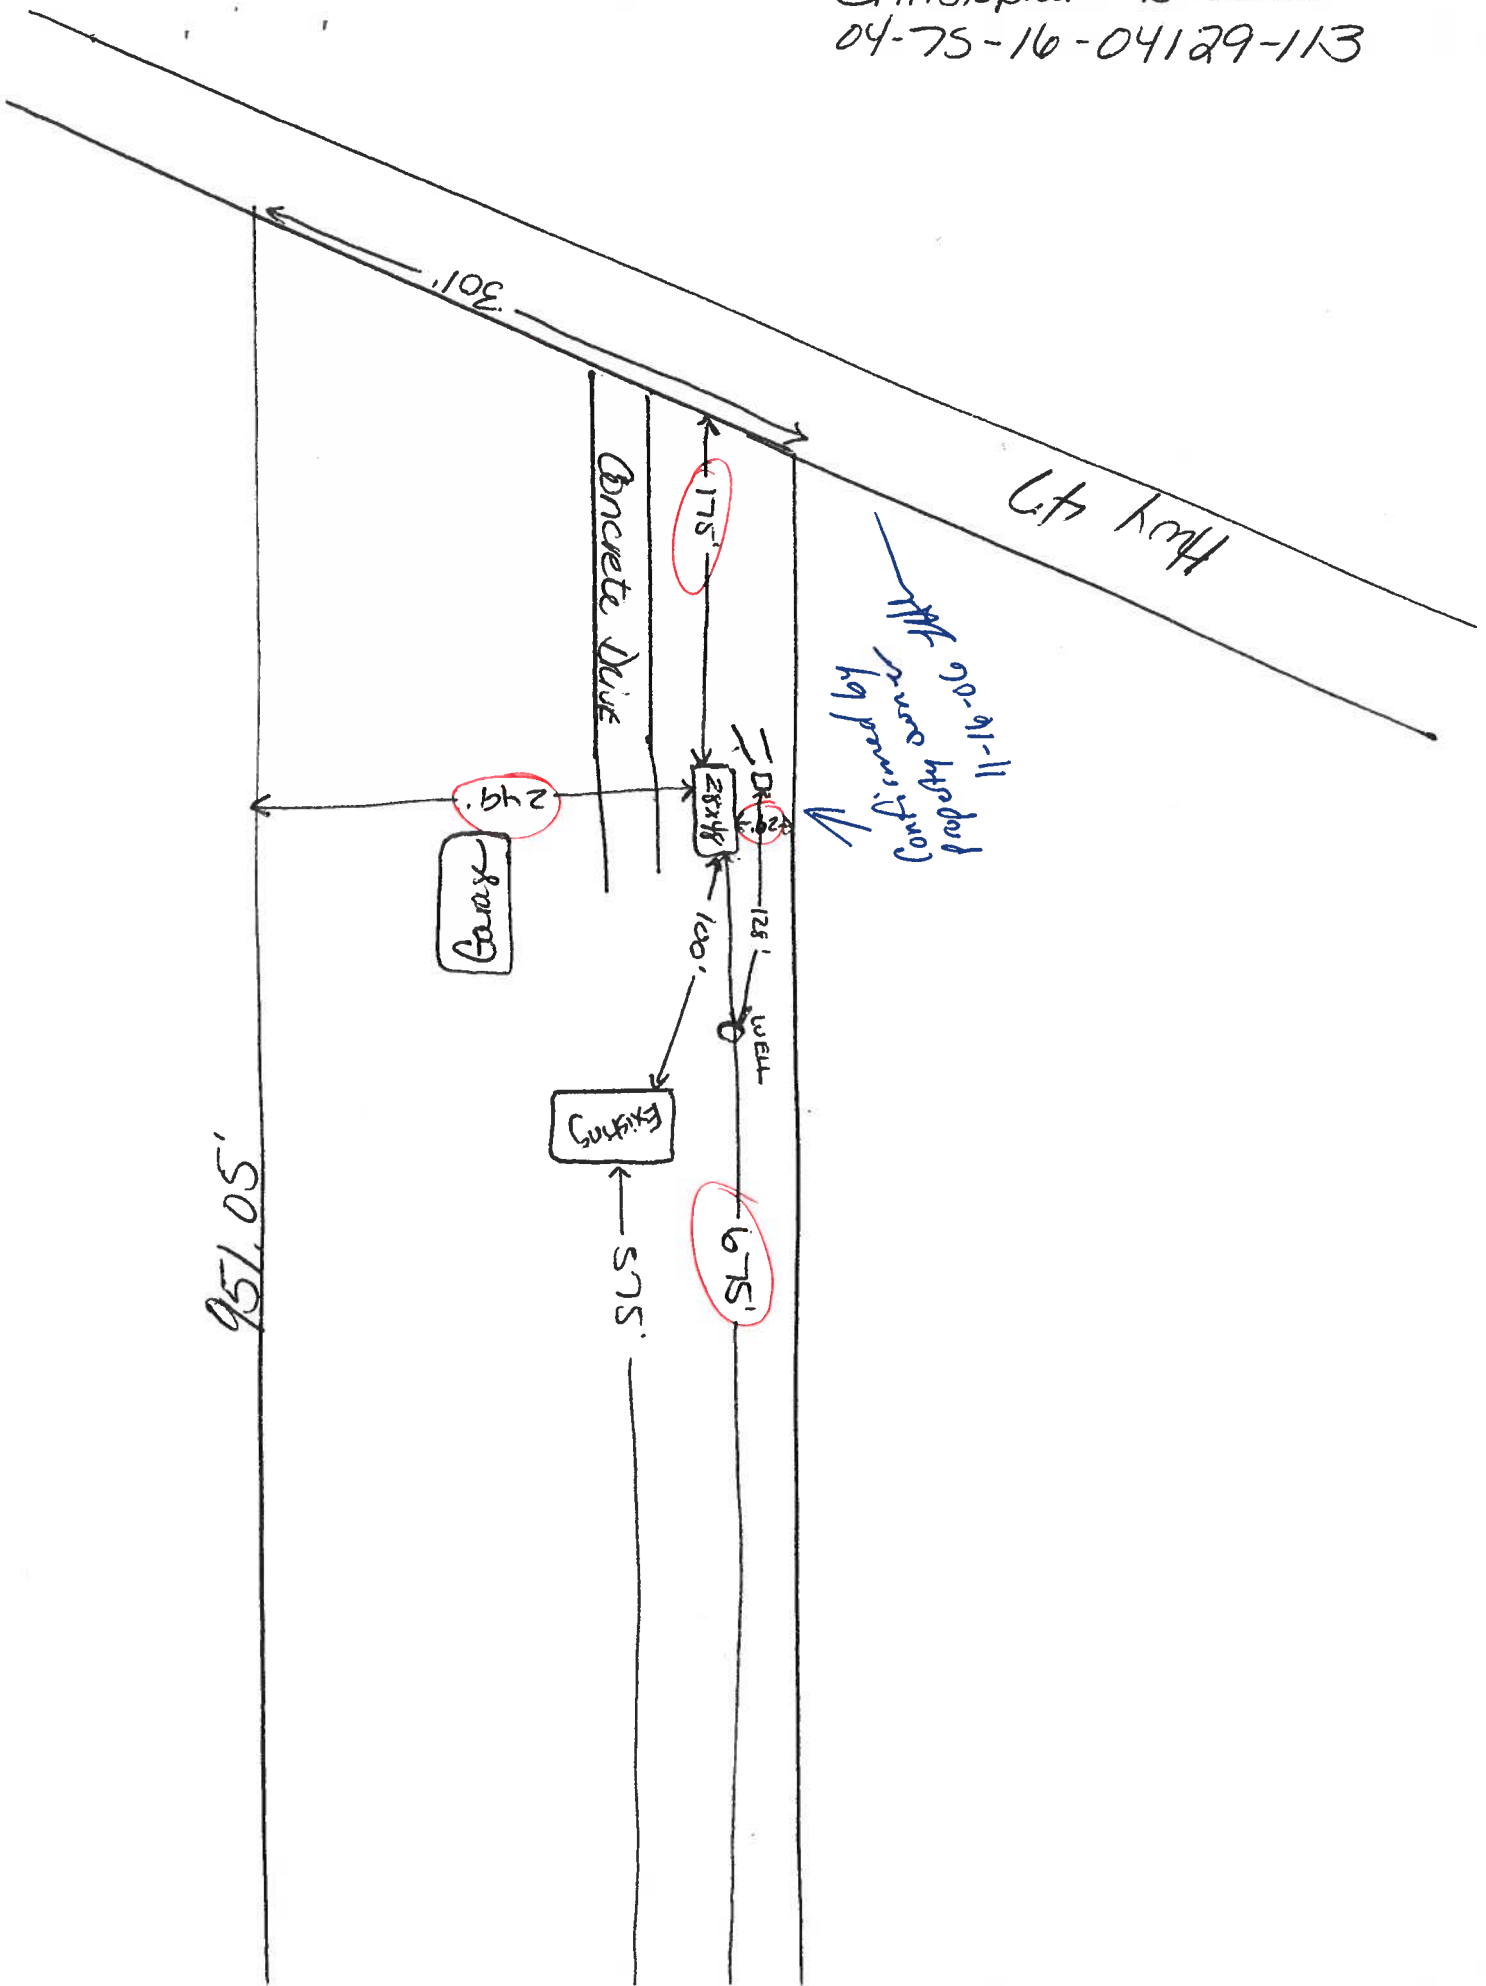 04-75-16-04129-113
301'
Hwy 47
Concrete Drive
175'
Confirmed by
property owner
11-16-06
249'
28x48
Garage
100'
128'
WELL
Existing
951.05'
575'
675'